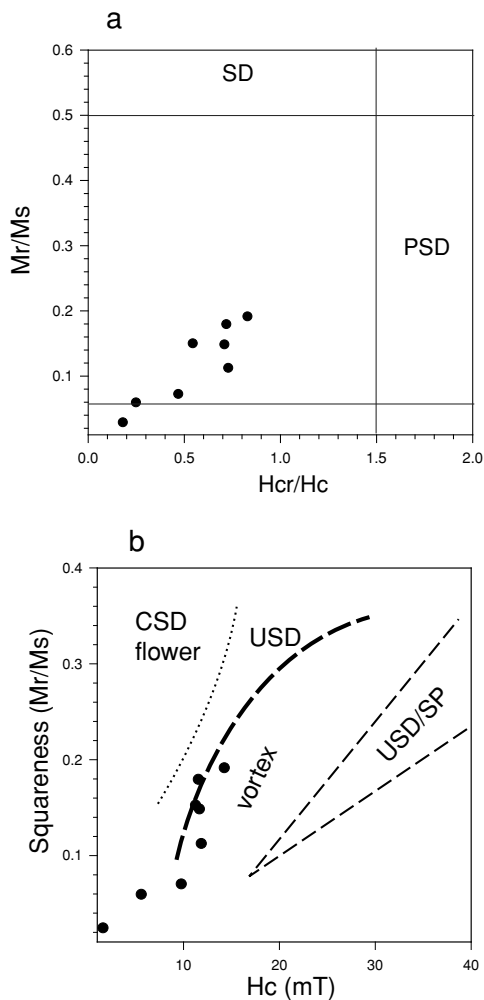 a
0.6
SD
0.5
0.4
Mr/Ms
0.3
PSD
0.2
0.1
0.0
0.5
1.0
1.5
2.0
Hcr/Hc
b
0.4
CSD
flower
USD
0.3
Squareness (Mr/Ms)
USD/SP
0.2
vortex
0.1
10
20
30
40
Hc (mT)